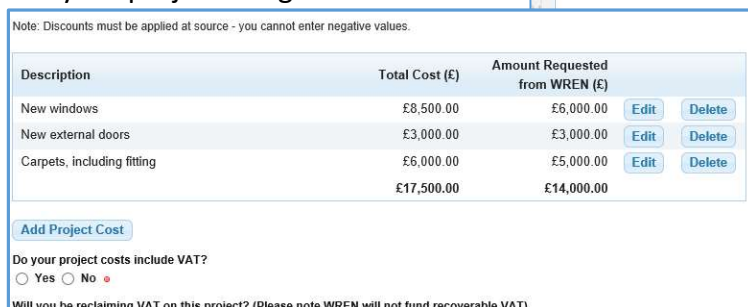 Note: Discounts must be applied at source - you cannot enter negative values.
Description Total Cost (£) Amount Requested from WREN (£)
New windows £8,500.00 £6,000.00 Edit Delete
New external doors £3,000.00 £3,000.00 Edit Delete
Carpets, including fitting £6,000.00 £5,000.00 Edit Delete
£17,500.00 £14,000.00
Add Project Cost
Do your project costs include VAT?
Yes No
Will you be reclaiming VAT on this project? (Please note WREN will not fund recoverable VAT)